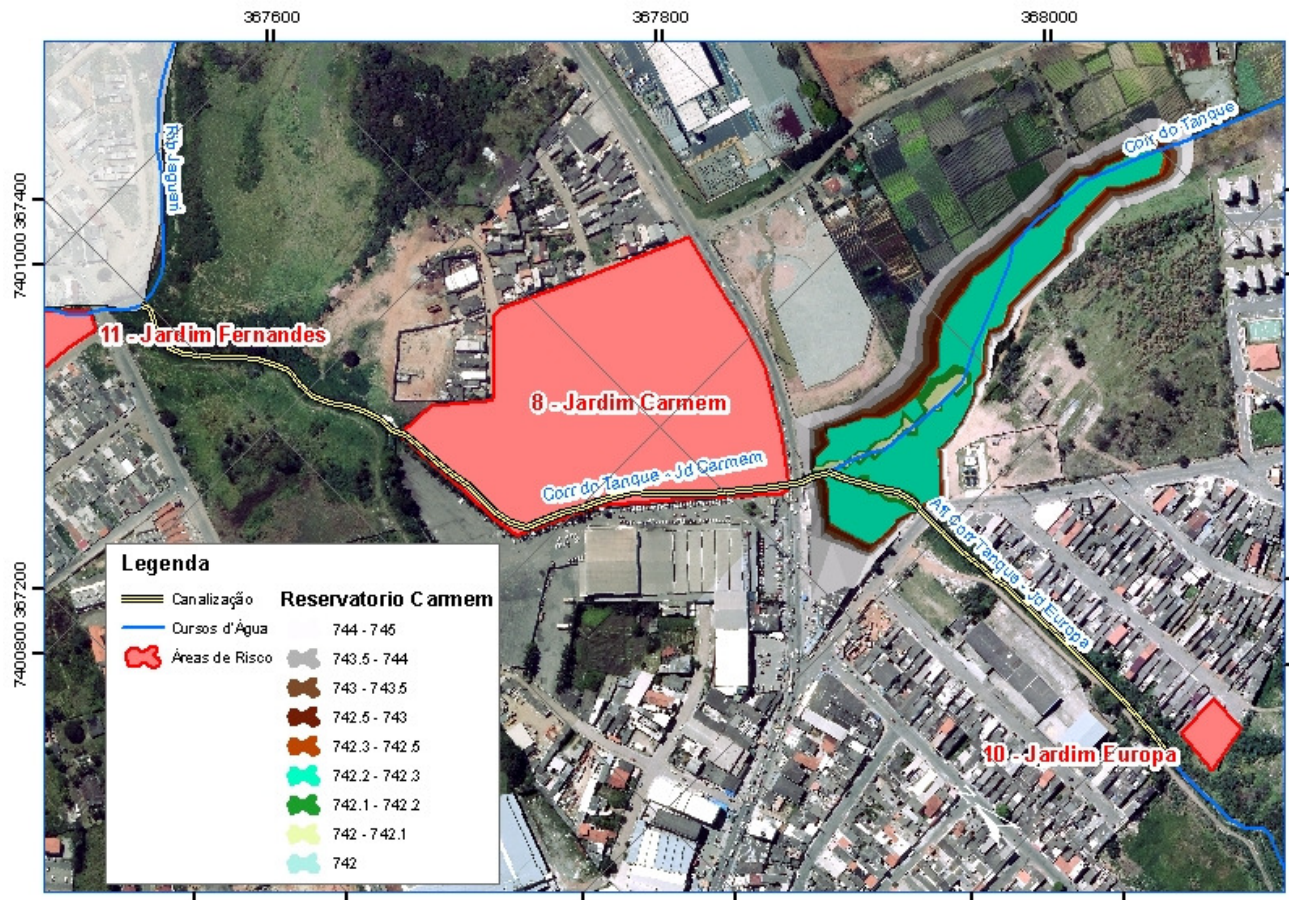 367600
367800
368000
7401000 367400
7400800 367200
Rib Jaguari
Corr do Tanque
11 - Jardim Fernandes
8 - Jardim Carmem
Corr do Tanque - Jd Carmem
Afl Corr Tanque - Jd Europa
10 - Jardim Europa
Legenda
Canalização
Cursos d'Água
Áreas de Risco
Reservatorio Carmem
744 - 745
743.5 - 744
743 - 743.5
742.5 - 743
742.3 - 742.5
742.2 - 742.3
742.1 - 742.2
742 - 742.1
742